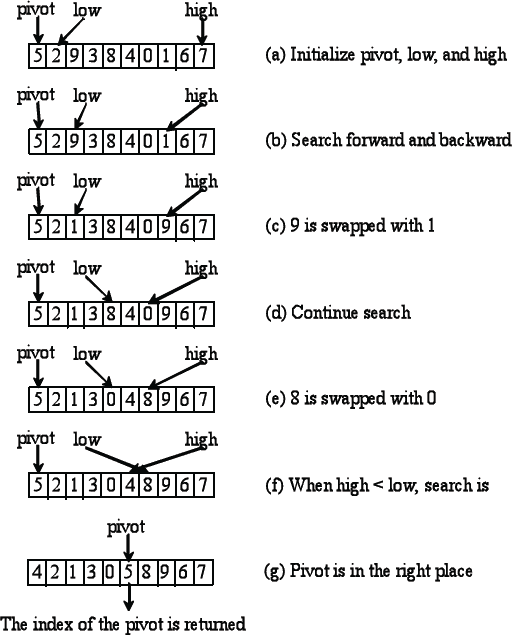 pivot low high
5 2 9 3 8 4 0 1 6 7 (a) Initialize pivot, low, and high
pivot low high
5 2 9 3 8 4 0 1 6 7 (b) Search forward and backward
pivot low high
5 2 1 3 8 4 0 9 6 7 (c) 9 is swapped with 1
pivot low high
5 2 1 3 8 4 0 9 6 7 (d) Continue search
pivot low high
5 2 1 3 0 4 8 9 6 7 (e) 8 is swapped with 0
pivot low high
5 2 1 3 0 4 8 9 6 7 (f) When high < low, search is
pivot
4 2 1 3 0 5 8 9 6 7 (g) Pivot is in the right place
The index of the pivot is returned